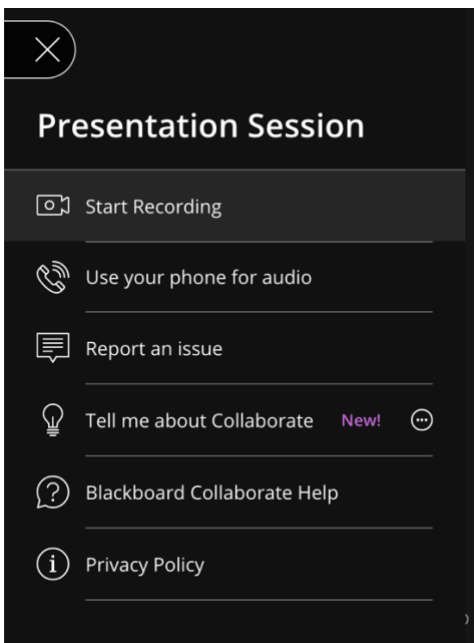 Presentation Session
Start Recording
Use your phone for audio
Report an issue
Tell me about Collaborate New!
Blackboard Collaborate Help
Privacy Policy